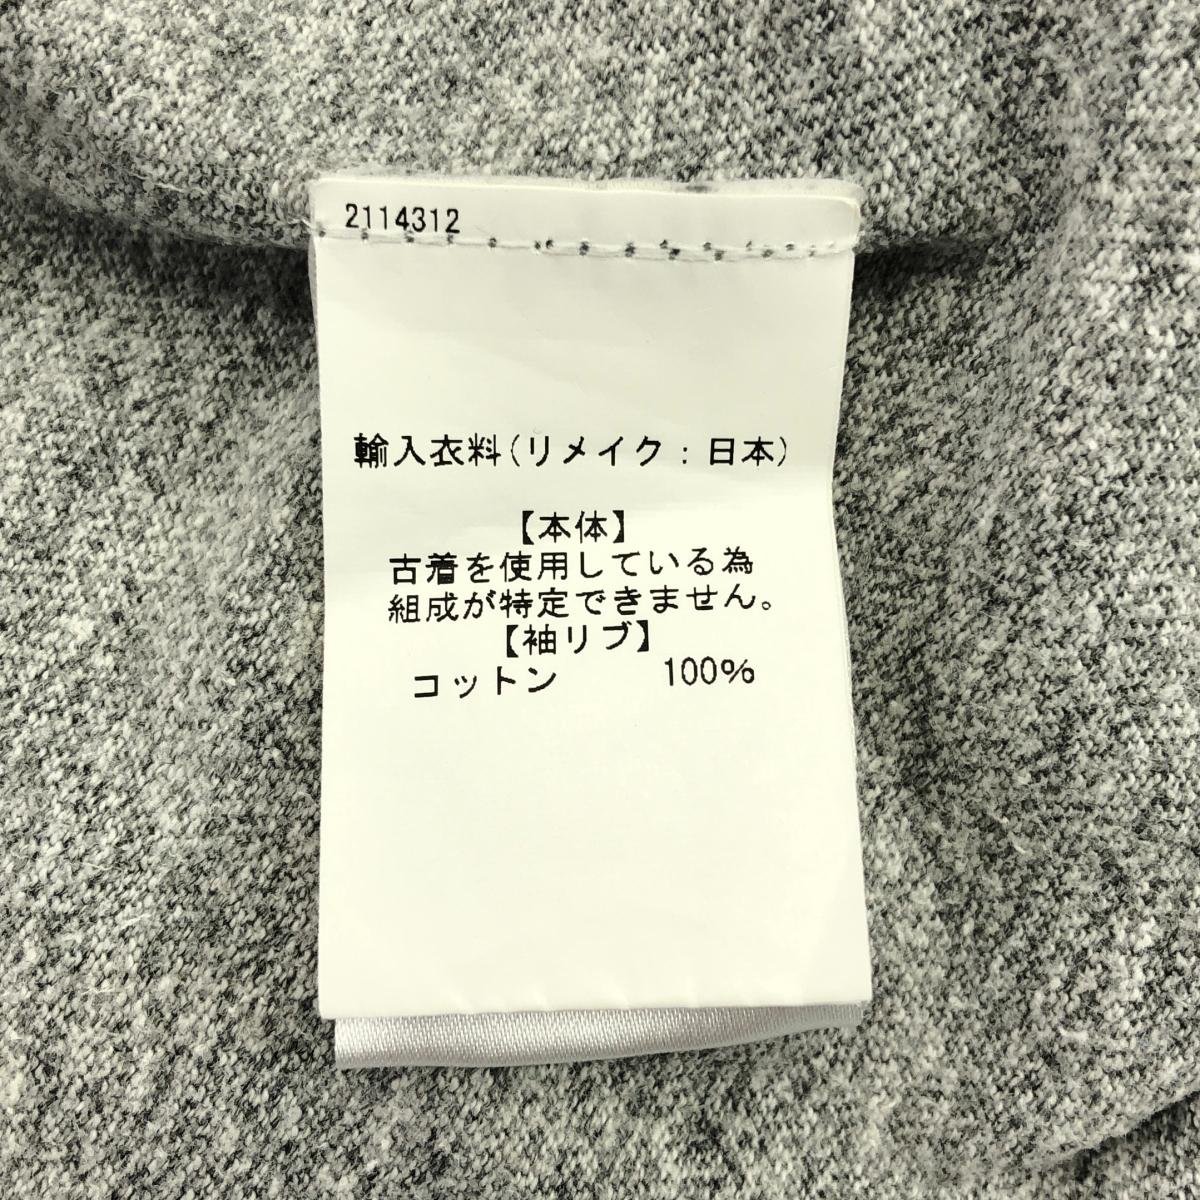 2114312
輸入衣料(リメイク:日本)
【本体】
古着を使用している為
組成が特定できません。
【袖リブ】
コットン 100%